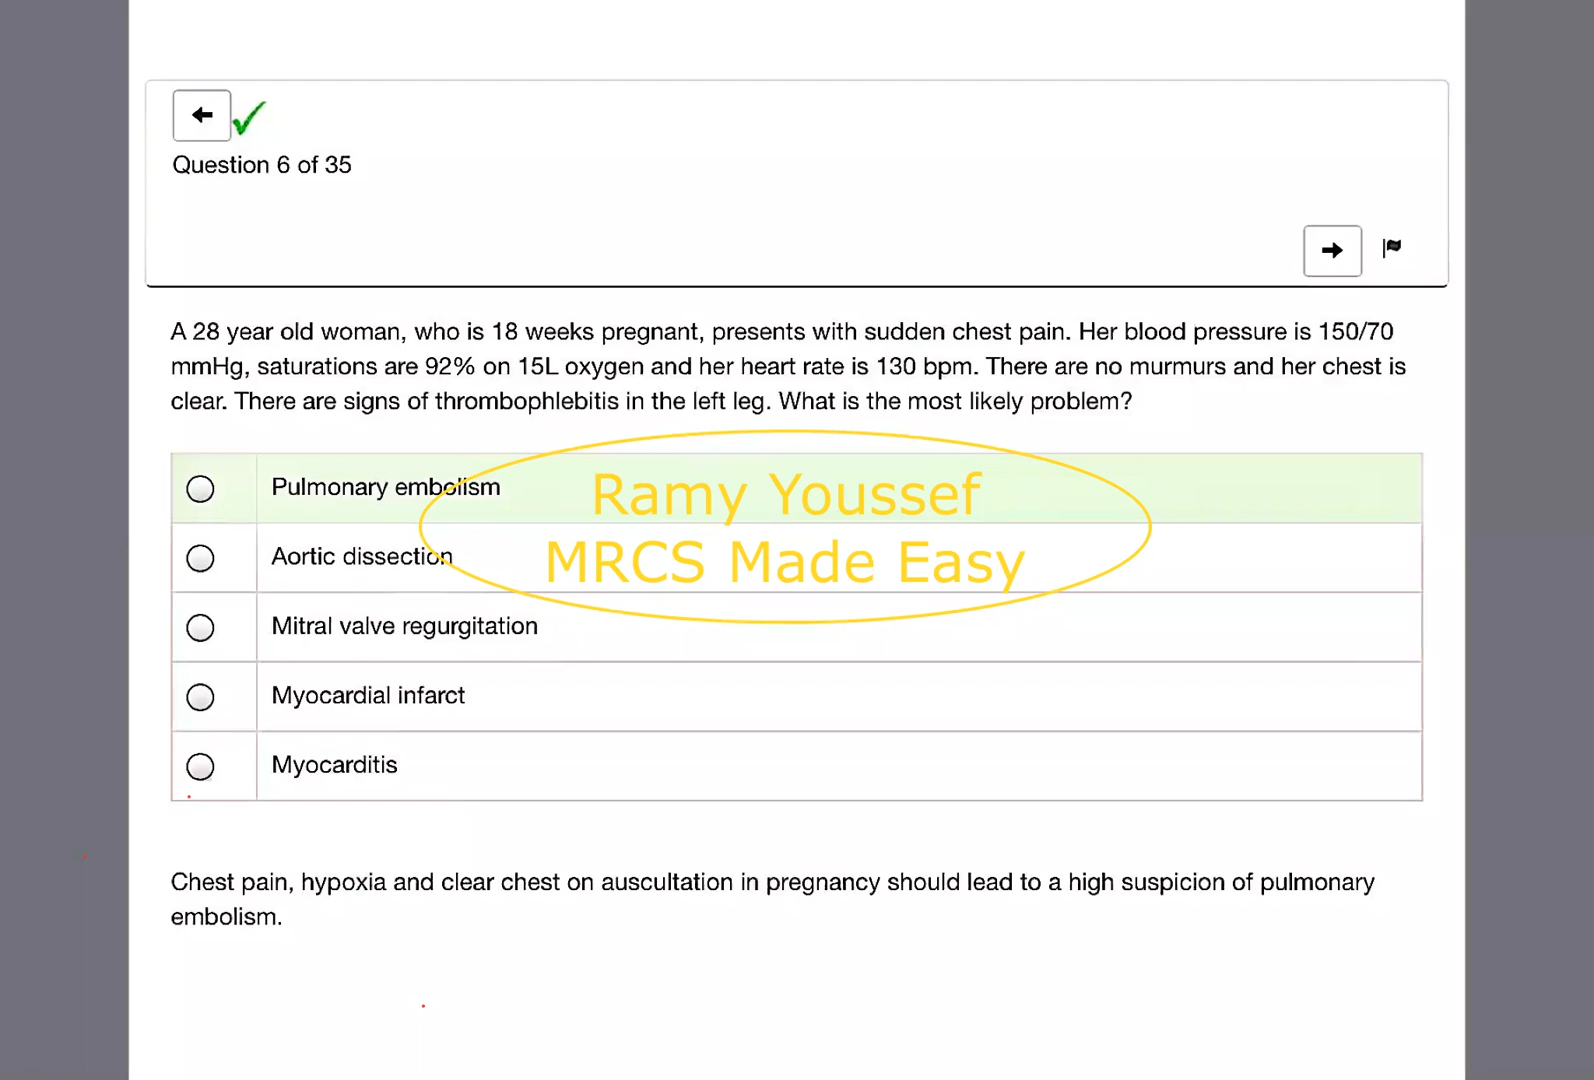 Question 6 of 35
A 28 year old woman, who is 18 weeks pregnant, presents with sudden chest pain. Her blood pressure is 150/70
mmHg, saturations are 92% on 15L oxygen and her heart rate is 130 bpm. There are no murmurs and her chest is
clear. There are signs of thrombophlebitis in the left leg. What is the most likely problem?
Pulmonary embolism
Ramy Youssef
Aortic dissection
MRCS Made Easy
Mitral valve regurgitation
Myocardial infarct
Myocarditis
Chest pain, hypoxia and clear chest on auscultation in pregnancy should lead to a high suspicion of pulmonary
embolism.